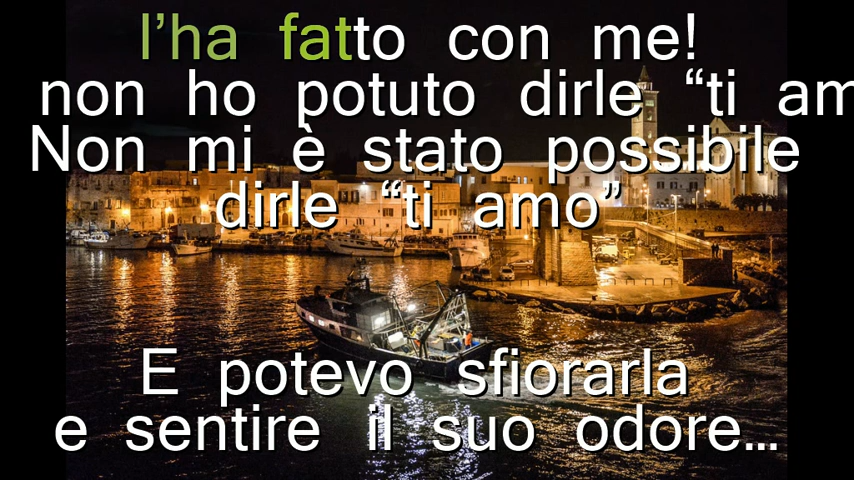 l'ha fatto con me!
non ho potuto dirle “ti am
Non mi è stato possibile
dirle “ti amo”
E potevo sfiorarla
e sentire il suo odore...